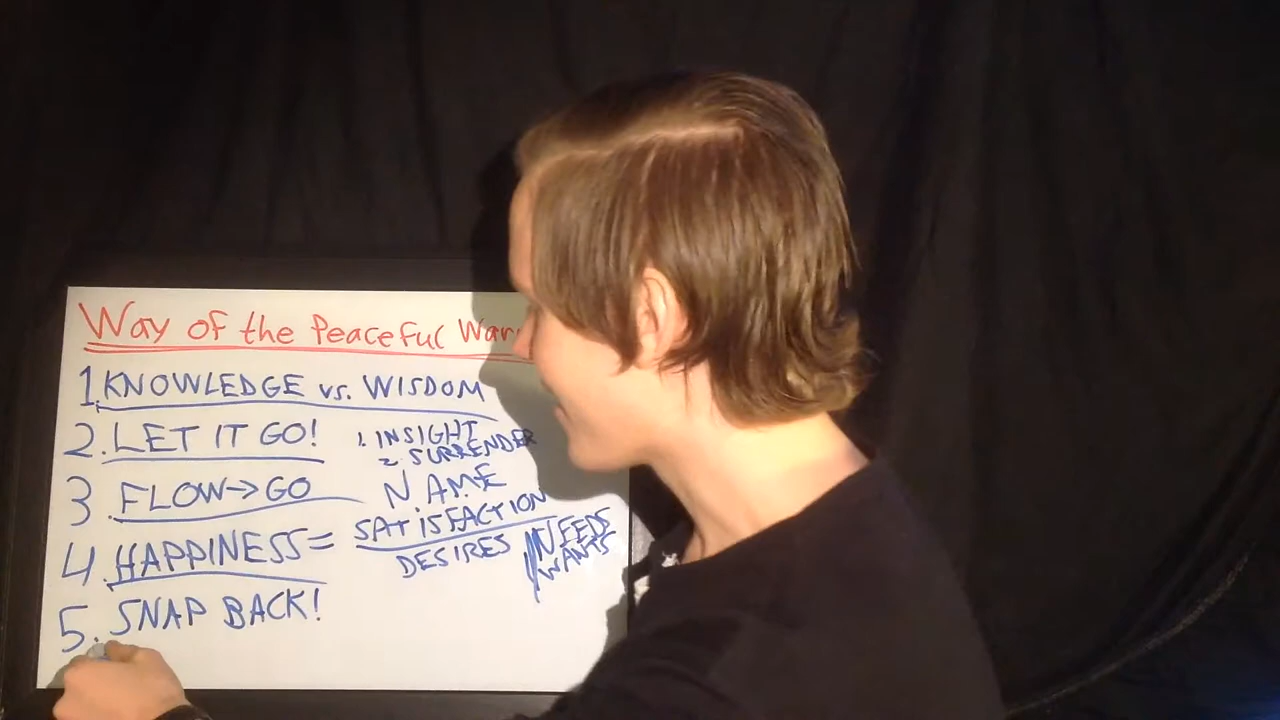 Way of the Peaceful War
1. KNOWLEDGE vs. WISDOM
2. LET IT GO! 1. INSIGHT
2 SURRENDER
3. FLOW→GO N.AME
4. HAPPINESS= SATISFACTION
DESIRES NEEDS
WANTS
5. SNAP BACK!